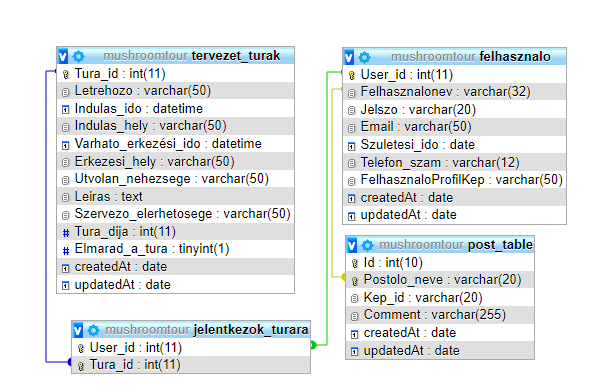 mushroomtour tervezet_turak
Tura_id : int(11)
Letrehozo : varchar(50)
Indulas_ido : datetime
Indulas_hely : varchar(50)
Varhato_erkezési_ido : datetime
Erkezesi_hely : varchar(50)
Utvolan_nehezsege : varchar(50)
Leiras : text
Szervezo_elerhetosege : varchar(50)
Tura_dija : int(11)
Elmarad_a_tura : tinyint(1)
createdAt : date
updatedAt : date
mushroomtour felhasznalo
User_id : int(11)
Felhasznalonev : varchar(32)
Jelszo : varchar(20)
Email : varchar(50)
Szuletesi_ido : date
Telefon_szam : varchar(12)
FelhasznaloProfilKep : varchar(50)
createdAt : date
updatedAt : date
mushroomtour post_table
Id : int(10)
Postolo_neve : varchar(20)
Kep_id : varchar(20)
Comment : varchar(255)
createdAt : date
updatedAt : date
mushroomtour jelentkezok_turara
User_id : int(11)
Tura_id : int(11)